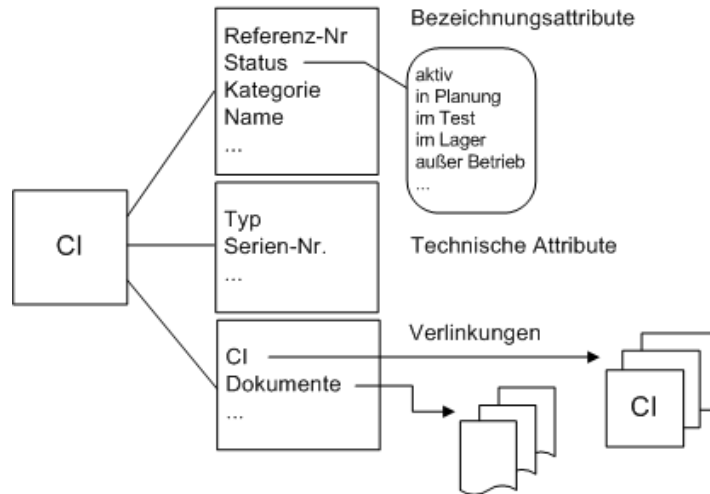 Bezeichnungsattribute
Referenz-Nr
Status
Kategorie
Name
...
aktiv
in Planung
im Test
im Lager
außer Betrieb
...
CI
Typ
Serien-Nr.
...
Technische Attribute
Verlinkungen
CI
Dokumente
...
CI